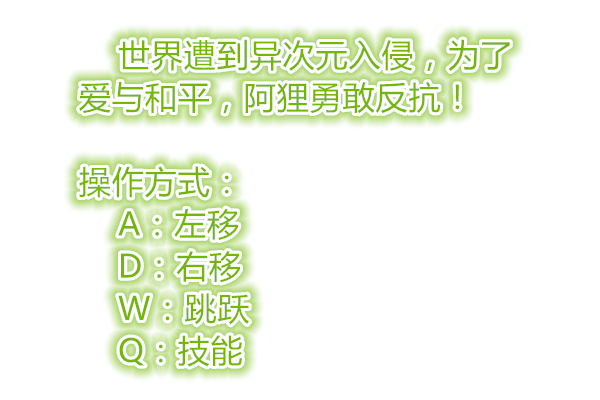 世界遭到异次元入侵，为了
爱与和平，阿狸勇敢反抗！
操作方式：
A：左移
D：右移
W：跳跃
Q：技能